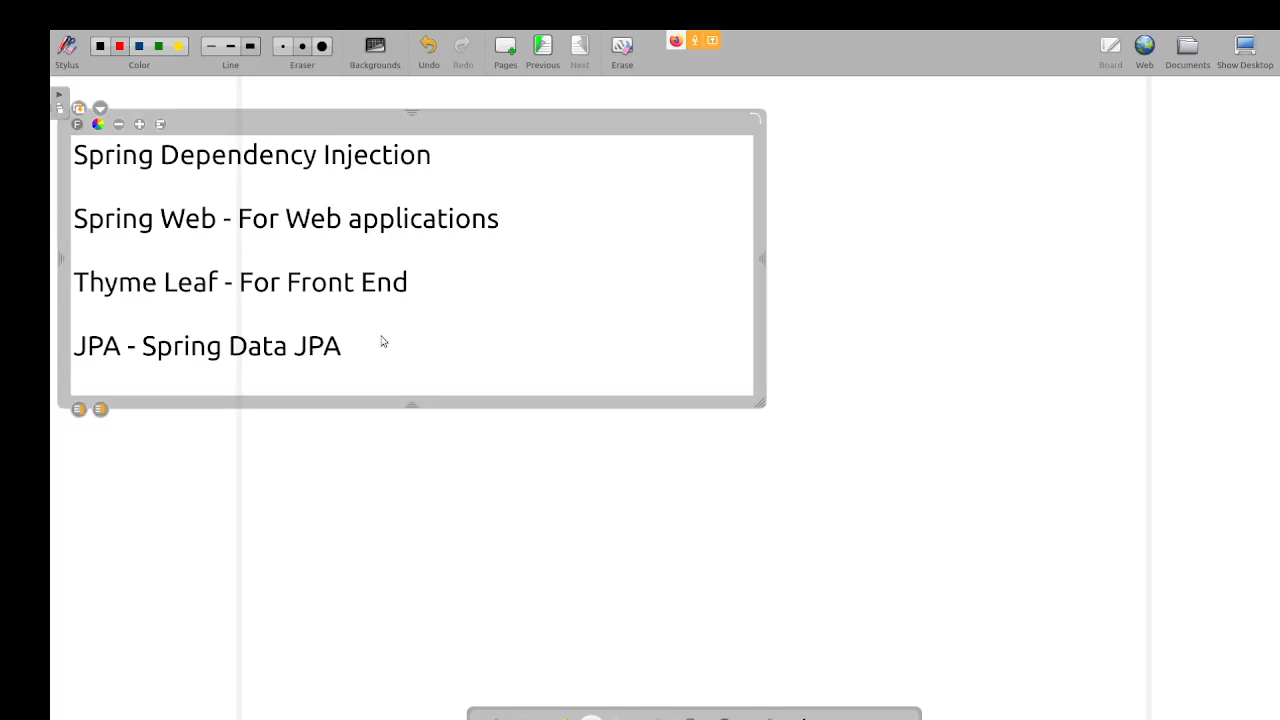 Stylus Color Line Eraser Backgrounds Undo Redo Pages Previous Next Erase Board Web Documents Show Desktop
F
Spring Dependency Injection
Spring Web - For Web applications
Thyme Leaf - For Front End
JPA - Spring Data JPA